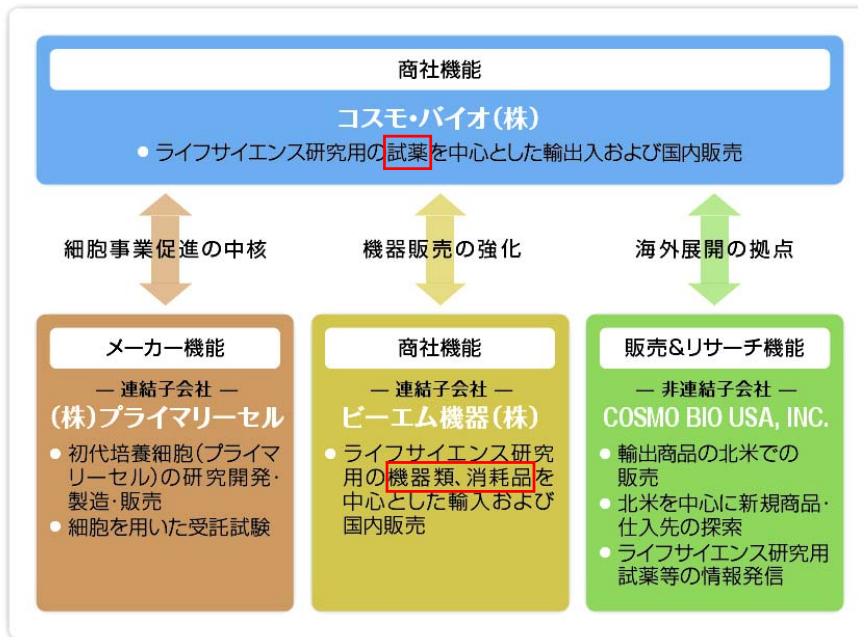 商社機能
コスモ・バイオ(株)
● ライフサイエンス研究用の試薬を中心とした輸出入および国内販売
細胞事業促進の中核
機器販売の強化
海外展開の拠点
メーカー機能
― 連結子会社 ―
(株)プライマリーセル
● 初代培養細胞(プライマ
リーセル)の研究開発・
製造・販売
● 細胞を用いた受託試験
商社機能
― 連結子会社 ―
ビーエム機器(株)
● ライフサイエンス研究
用の機器類、消耗品を
中心とした輸入および
国内販売
販売&リサーチ機能
― 非連結子会社 ―
COSMO BIO USA, INC.
● 輸出商品の北米での
販売
● 北米を中心に新規商品・
仕入先の探索
● ライフサイエンス研究用
試薬等の情報発信